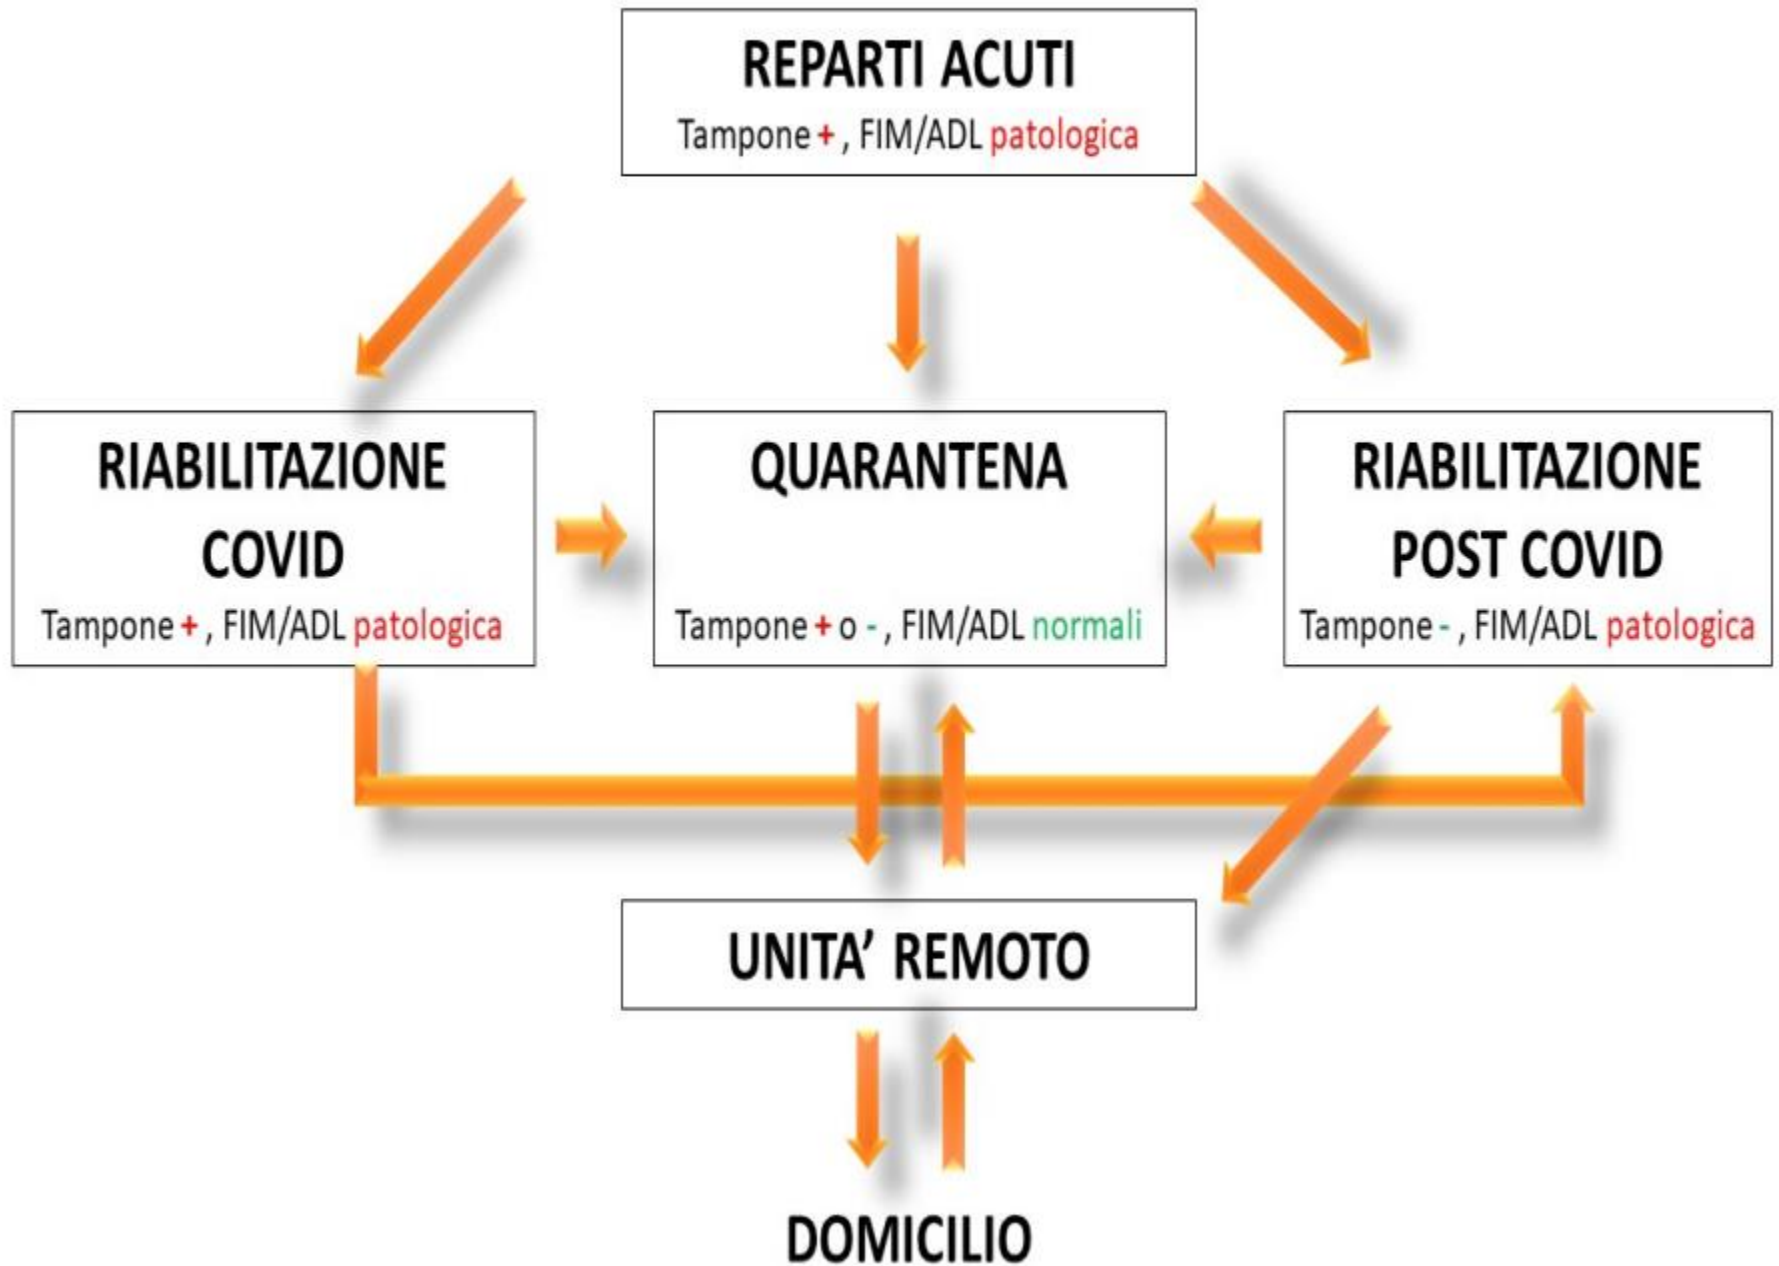 REPARTI ACUTI
Tampone + , FIM/ADL patologica
RIABILITAZIONE
COVID
Tampone + , FIM/ADL patologica
QUARANTENA
Tampone + o - , FIM/ADL normali
RIABILITAZIONE
POST COVID
Tampone - , FIM/ADL patologica
UNITA’ REMOTO
DOMICILIO